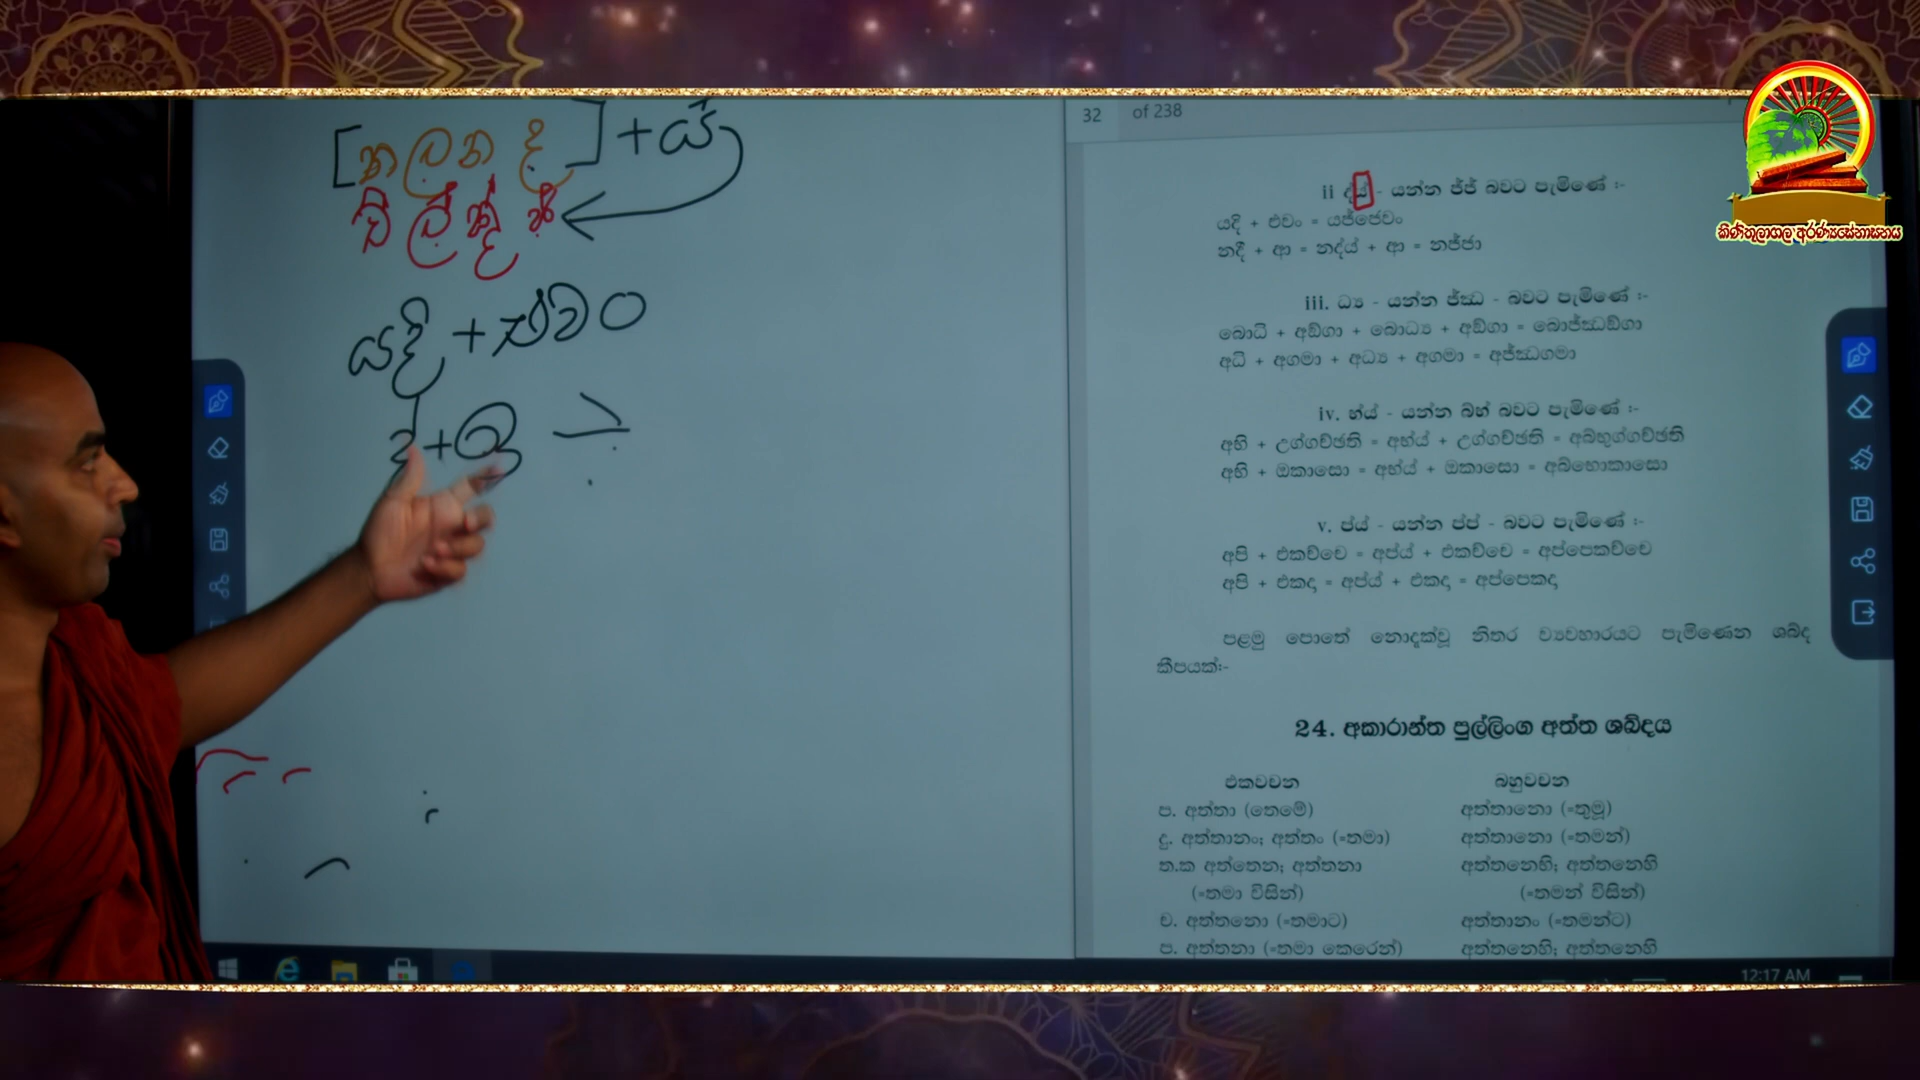 [තලන ද] + ය්
යදි + එවං
ද් + ඉ
32 of 238
ii ද්ය් - යන්න ජ්ජ් බවට පැමිණේ :-
යදි + එවං = යජ්ජෙවං
නදී + ආ = නද්ය් + ආ = නජ්ජා
iii. ධ්‍ය - යන්න ජ්ඣ - බවට පැමිණේ :-
බොධි + අඞ්ගා + බොධ්‍ය + අඞ්ගා = බොජ්ඣඞ්ගා
අධි + අගමා + අධ්‍ය + අගමා = අජ්ඣගමා
iv. භ්ය් - යන්න බ්භ් බවට පැමිණේ :-
අභි + උග්ගච්ඡති = අභ්ය් + උග්ගච්ඡති = අබ්භුග්ගච්ඡති
අභි + ඔකාසො = අභ්ය් + ඔකාසො = අබ්භොකාසො
v. ප්ය් - යන්න ප්ප් - බවට පැමිණේ :-
අපි + එකච්චෙ = අප්ය් + එකච්චෙ = අප්පෙකච්චෙ
අපි + එකදා = අප්ය් + එකදා = අප්පෙකදා
පළමු පොතේ නොදැක්වූ නිතර ව්‍යවහාරයට පැමිණෙන ශබ්ද
කීපයක්:-
24. අකාරාන්ත පුල්ලිංග අත්ත ශබ්දය
එකවචන බහුවචන
ප. අත්තා (තෙමේ) අත්තානො (=තුමූ)
දු. අත්තානං; අත්තං (=තමා) අත්තානො (=තමන්)
ත.ක අත්තෙන; අත්තනා අත්තනෙභි; අත්තනෙහි
(=තමා විසින්) (=තමන් විසින්)
ච. අත්තනො (=තමාට) අත්තානං (=තමන්ට)
ප. අත්තනා (=තමා කෙරෙන්) අත්තනෙභි; අත්තනෙහි
12:17 AM
කිණිතුලාගල අරණ්‍යසේනාසනය